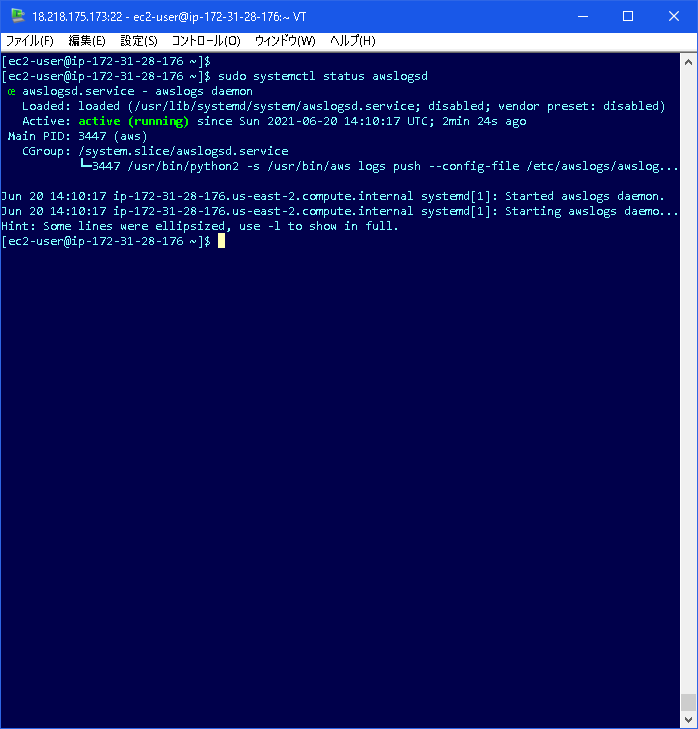 18.218.175.173:22 - ec2-user@ip-172-31-28-176:~ VT
ファイル(F) 編集(E) 設定(S) コントロール(O) ウィンドウ(W) ヘルプ(H)
[ec2-user@ip-172-31-28-176 ~]$
[ec2-user@ip-172-31-28-176 ~]$ sudo systemctl status awslogsd
awslogsd.service - awslogs daemon
Loaded: loaded (/usr/lib/systemd/system/awslogsd.service; disabled; vendor preset: disabled)
Active: active (running) since Sun 2021-06-20 14:10:17 UTC; 2min 24s ago
Main PID: 3447 (aws)
CGroup: /system.slice/awslogsd.service
└─3447 /usr/bin/python2 -s /usr/bin/aws logs push --config-file /etc/awslogs/awslog...
Jun 20 14:10:17 ip-172-31-28-176.us-east-2.compute.internal systemd[1]: Started awslogs daemon.
Jun 20 14:10:17 ip-172-31-28-176.us-east-2.compute.internal systemd[1]: Starting awslogs daemo...
Hint: Some lines were ellipsized, use -l to show in full.
[ec2-user@ip-172-31-28-176 ~]$